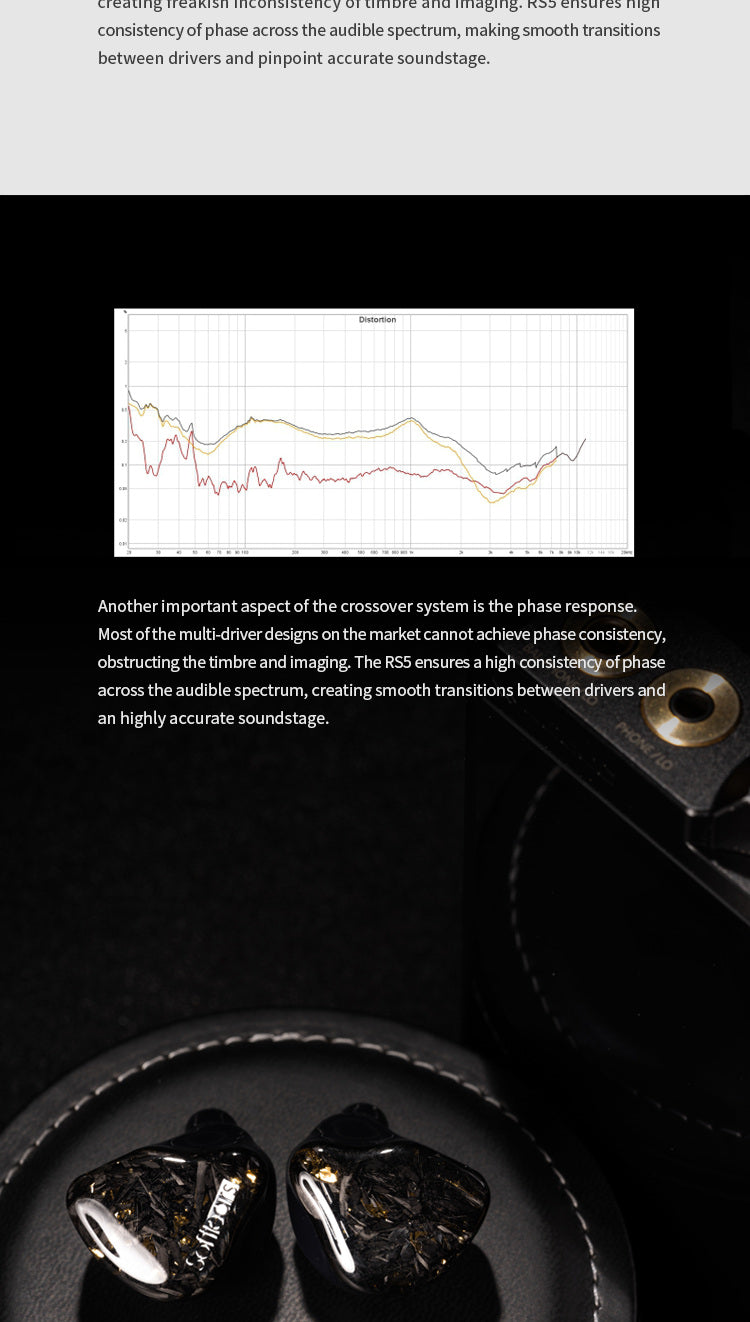 creating freakish inconsistency of timbre and imaging. RS5 ensures high
consistency of phase across the audible spectrum, making smooth transitions
between drivers and pinpoint accurate soundstage.
Distortion
Another important aspect of the crossover system is the phase response.
Most of the multi-driver designs on the market cannot achieve phase consistency,
obstructing the timbre and imaging. The RS5 ensures a high consistency of phase
across the audible spectrum, creating smooth transitions between drivers and
an highly accurate soundstage.
PHONE/LO
softears